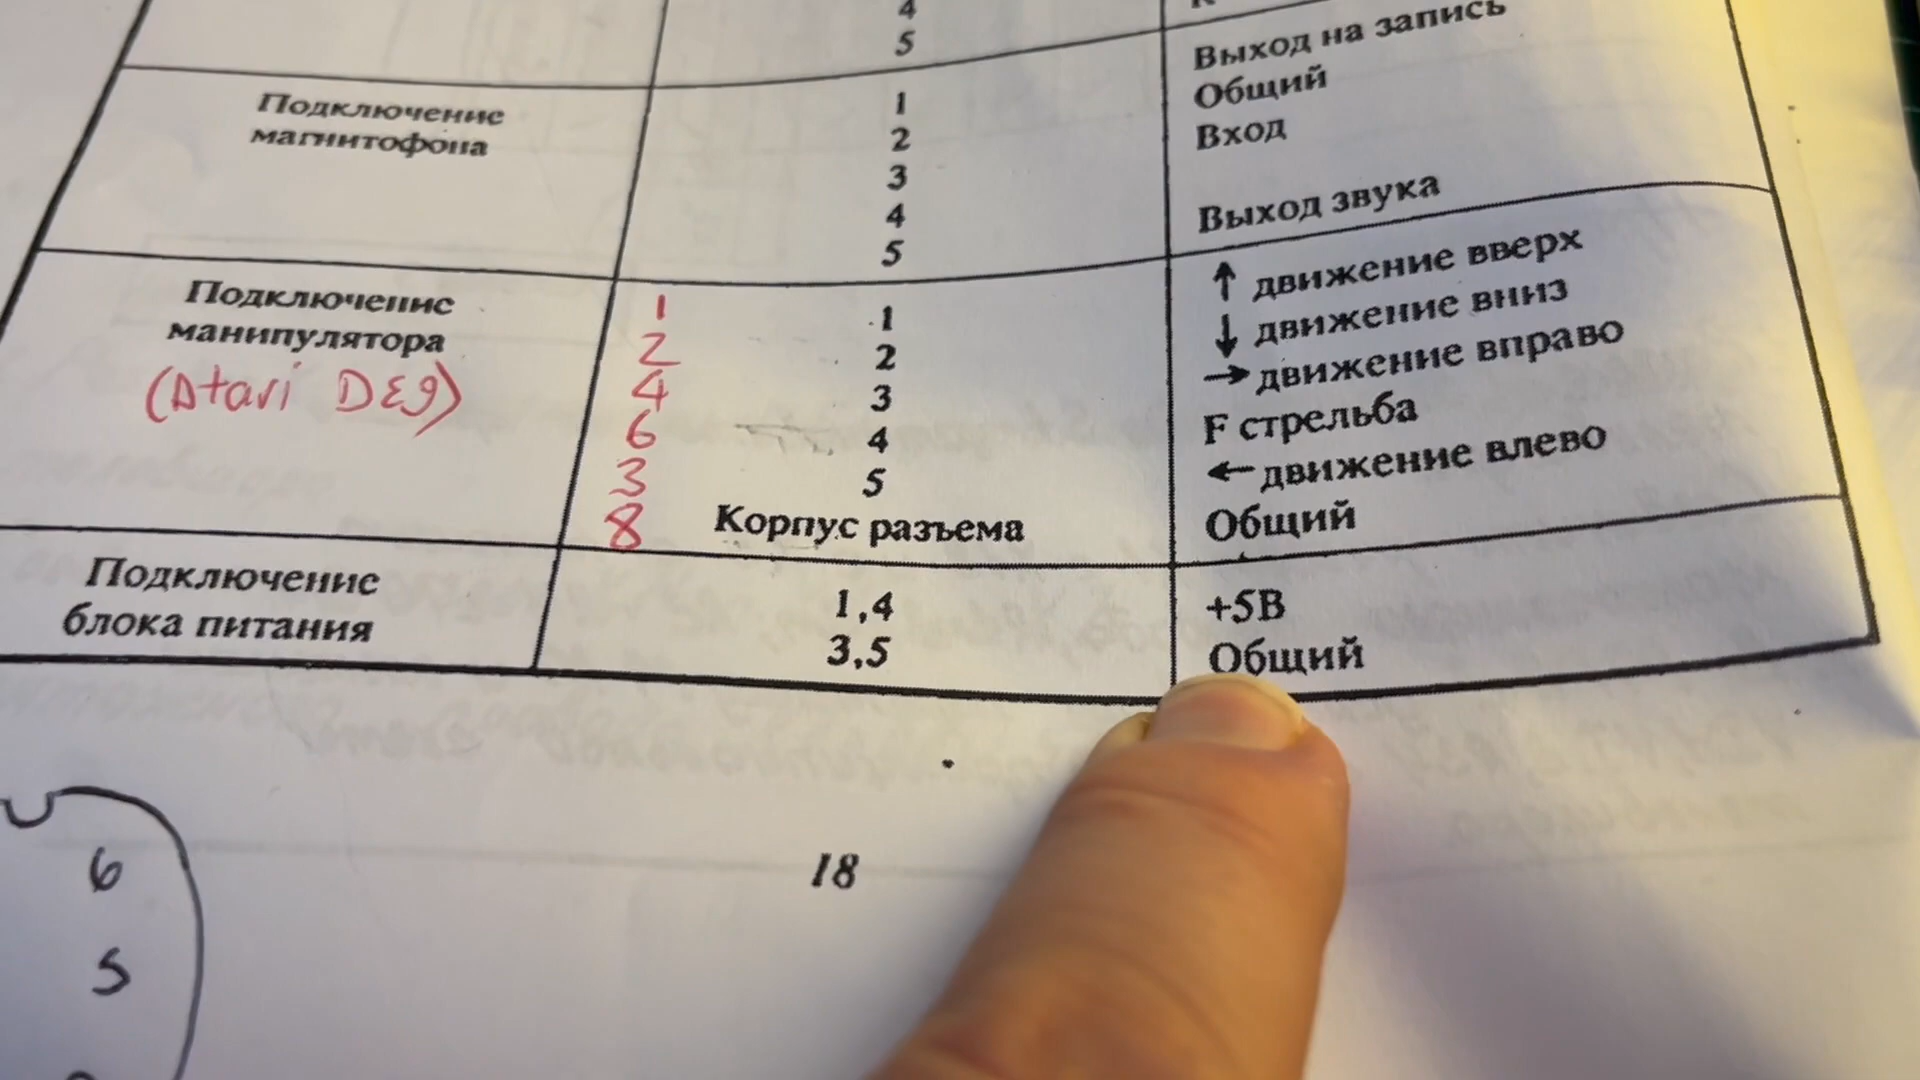 4
5
Подключение
магнитофона
1
2
3
4
5
Выход на запись
Общий
Вход
Выход звука
Подключение
манипулятора
(Atari DE9)
1 1 ↑ движение вверх
2 2 ↓ движение вниз
4 3 → движение вправо
6 4 F стрельба
3 5 ← движение влево
8 Корпус разъема Общий
Подключение
блока питания
1,4 +5В
3,5 Общий
18
6
5